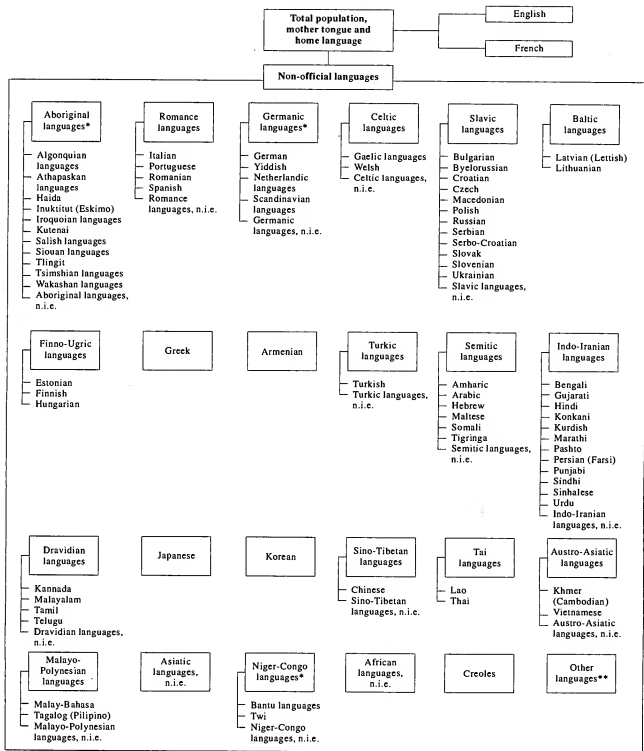 Total population,
mother tongue and
home language
English
French
Non-official languages
Aboriginal
languages*
Algonquian
languages
Athapaskan
languages
Haida
Inuktitut (Eskimo)
Iroquoian languages
Kutenai
Salish languages
Siouan languages
Tlingit
Tsimshian languages
Wakashan languages
Aboriginal languages,
n.i.e.
Romance
languages
Italian
Portuguese
Romanian
Spanish
Romance
languages, n.i.e.
Germanic
languages*
German
Yiddish
Netherlandic
languages
Scandinavian
languages
Germanic
languages, n.i.e.
Celtic
languages
Gaelic languages
Welsh
Celtic languages,
n.i.e.
Slavic
languages
Bulgarian
Byelorussian
Croatian
Czech
Macedonian
Polish
Russian
Serbian
Serbo-Croatian
Slovak
Slovenian
Ukrainian
Slavic languages,
n.i.e.
Baltic
languages
Latvian (Lettish)
Lithuanian
Finno-Ugric
languages
Estonian
Finnish
Hungarian
Greek
Armenian
Turkic
languages
Turkish
Turkic languages,
n.i.e.
Semitic
languages
Amharic
Arabic
Hebrew
Maltese
Somali
Tigringa
Semitic languages,
n.i.e.
Indo-Iranian
languages
Bengali
Gujarati
Hindi
Konkani
Kurdish
Marathi
Pashto
Persian (Farsi)
Punjabi
Sindhi
Sinhalese
Urdu
Indo-Iranian
languages, n.i.e.
Dravidian
languages
Kannada
Malayalam
Tamil
Telugu
Dravidian languages,
n.i.e.
Japanese
Korean
Sino-Tibetan
languages
Chinese
Sino-Tibetan
languages, n.i.e.
Tai
languages
Lao
Thai
Austro-Asiatic
languages
Khmer
(Cambodian)
Vietnamese
Austro-Asiatic
languages, n.i.e.
Malayo-
Polynesian
languages
Malay-Bahasa
Tagalog (Pilipino)
Malayo-Polynesian
languages, n.i.e.
Asiatic
languages,
n.i.e.
Niger-Congo
languages*
Bantu languages
Twi
Niger-Congo
languages, n.i.e.
African
languages,
n.i.e.
Creoles
Other
languages**